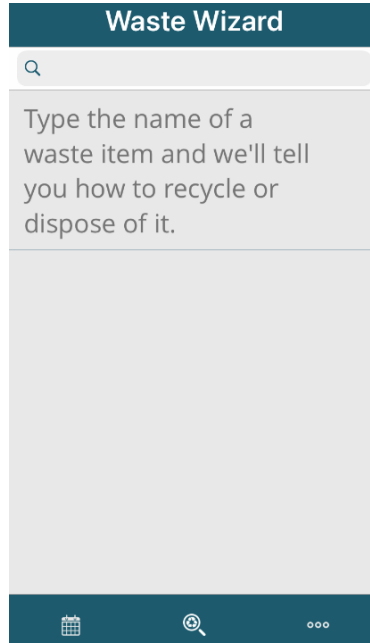 Waste Wizard
Type the name of a
waste item and we'll tell
you how to recycle or
dispose of it.